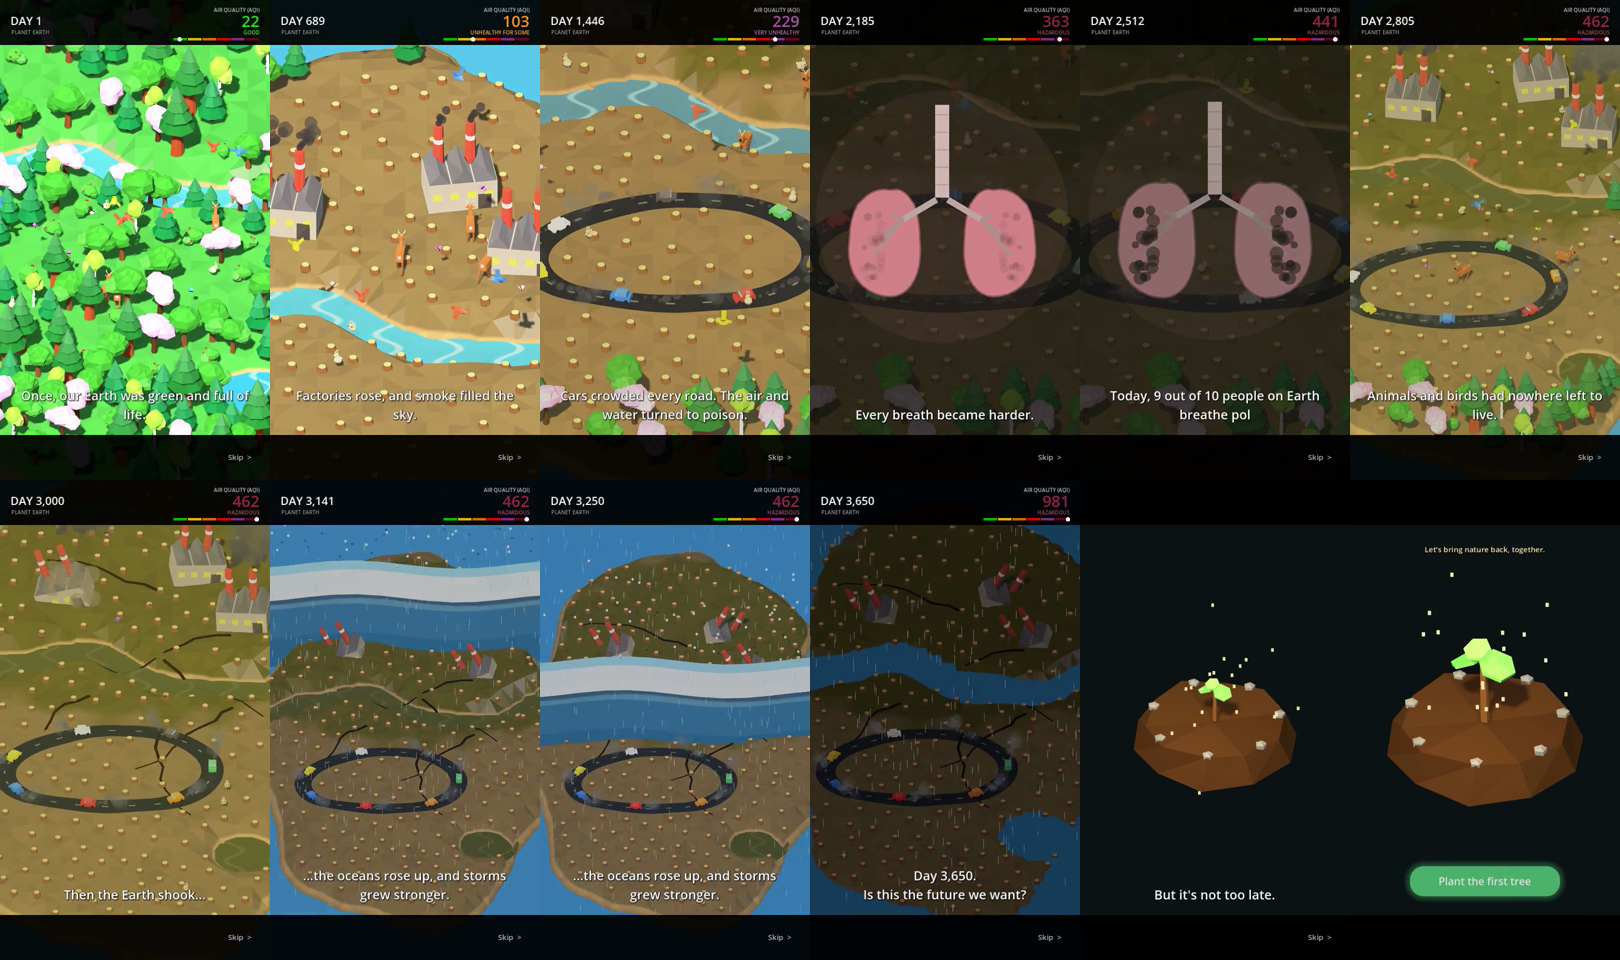 DAY 1
PLANET EARTH
AIR QUALITY (AQI)
22
GOOD
Once, our Earth was green and full of
life.
Skip >
DAY 689
PLANET EARTH
AIR QUALITY (AQI)
103
UNHEALTHY FOR SOME
Factories rose, and smoke filled the
sky.
Skip >
DAY 1,446
PLANET EARTH
AIR QUALITY (AQI)
229
VERY UNHEALTHY
Cars crowded every road. The air and
water turned to poison.
Skip >
DAY 2,185
PLANET EARTH
AIR QUALITY (AQI)
363
HAZARDOUS
Every breath became harder.
Skip >
DAY 2,512
PLANET EARTH
AIR QUALITY (AQI)
441
HAZARDOUS
Today, 9 out of 10 people on Earth
breathe pol
Skip >
DAY 2,805
PLANET EARTH
AIR QUALITY (AQI)
462
HAZARDOUS
Animals and birds had nowhere left to
live.
Skip >
DAY 3,000
PLANET EARTH
AIR QUALITY (AQI)
462
HAZARDOUS
Then the Earth shook...
Skip >
DAY 3,141
PLANET EARTH
AIR QUALITY (AQI)
462
HAZARDOUS
...the oceans rose up, and storms
grew stronger.
Skip >
DAY 3,250
PLANET EARTH
AIR QUALITY (AQI)
462
HAZARDOUS
...the oceans rose up, and storms
grew stronger.
Skip >
DAY 3,650
PLANET EARTH
AIR QUALITY (AQI)
981
HAZARDOUS
Day 3,650.
Is this the future we want?
Skip >
But it's not too late.
Skip >
Let's bring nature back, together.
Plant the first tree